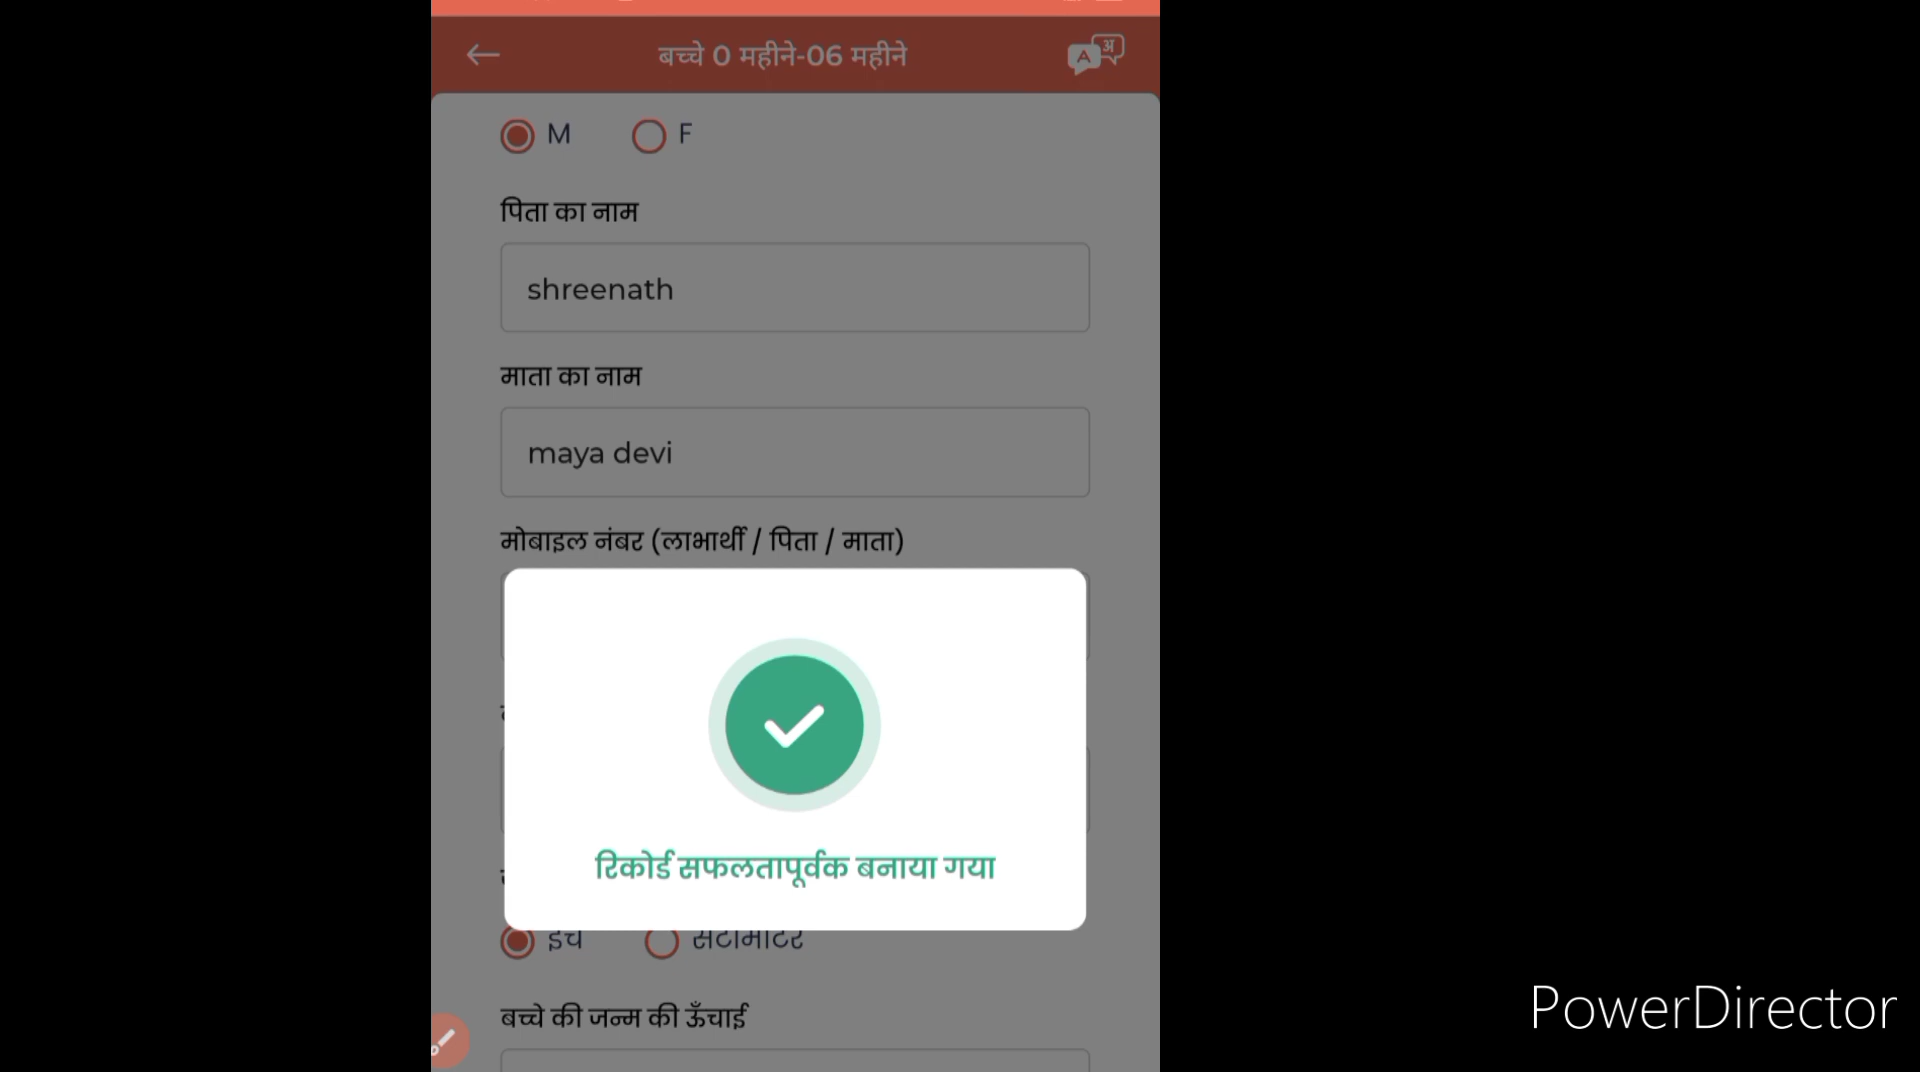 बच्चे 0 महीने-06 महीने
A अ
M F
पिता का नाम
shreenath
माता का नाम
maya devi
मोबाइल नंबर (लाभार्थी / पिता / माता)
रिकोर्ड सफलतापूर्वक बनाया गया
इंच सेंटीमीटर
बच्चे की जन्म की ऊँचाई
PowerDirector